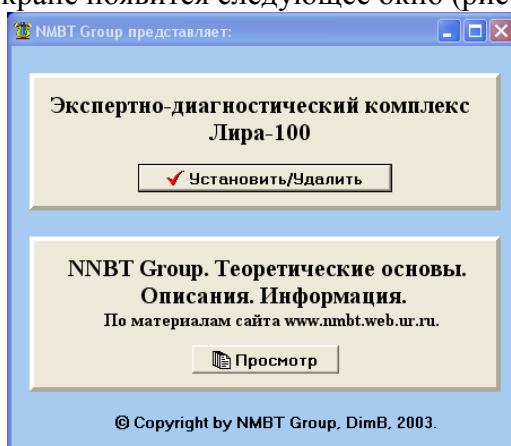 кране появится следующее окно (рис
NMBT Group представляет:
Экспертно-диагностический комплекс
Лира-100
Установить/Удалить
NNBT Group. Теоретические основы.
Описания. Информация.
По материалам сайта www.nmbt.web.ur.ru.
Просмотр
© Copyright by NMBT Group, DimB, 2003.